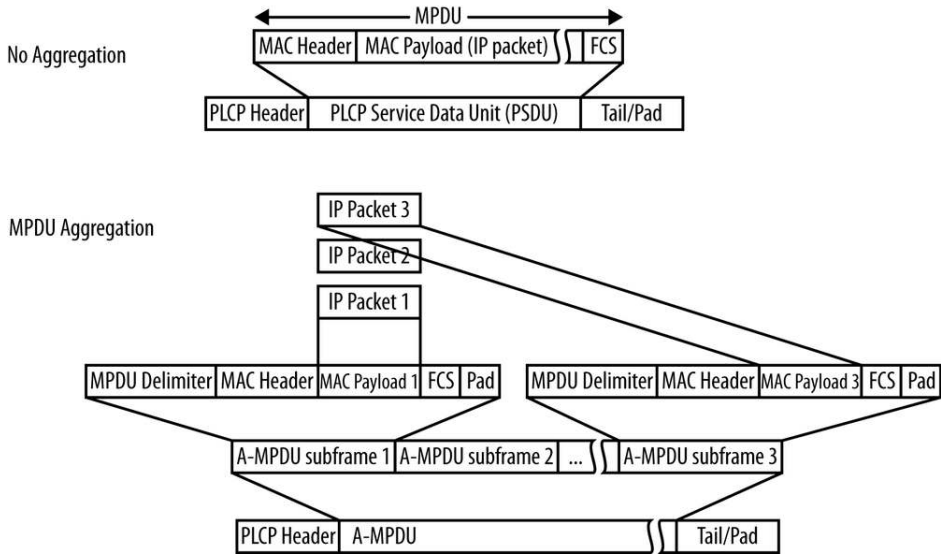 MPDU
No Aggregation
MAC Header MAC Payload (IP packet) FCS
PLCP Header PLCP Service Data Unit (PSDU) Tail/Pad
IP Packet 3
MPDU Aggregation
IP Packet 2
IP Packet 1
MPDU Delimiter MAC Header MAC Payload 1 FCS Pad MPDU Delimiter MAC Header MAC Payload 3 FCS Pad
A-MPDU subframe 1 A-MPDU subframe 2 ... A-MPDU subframe 3
PLCP Header A-MPDU Tail/Pad